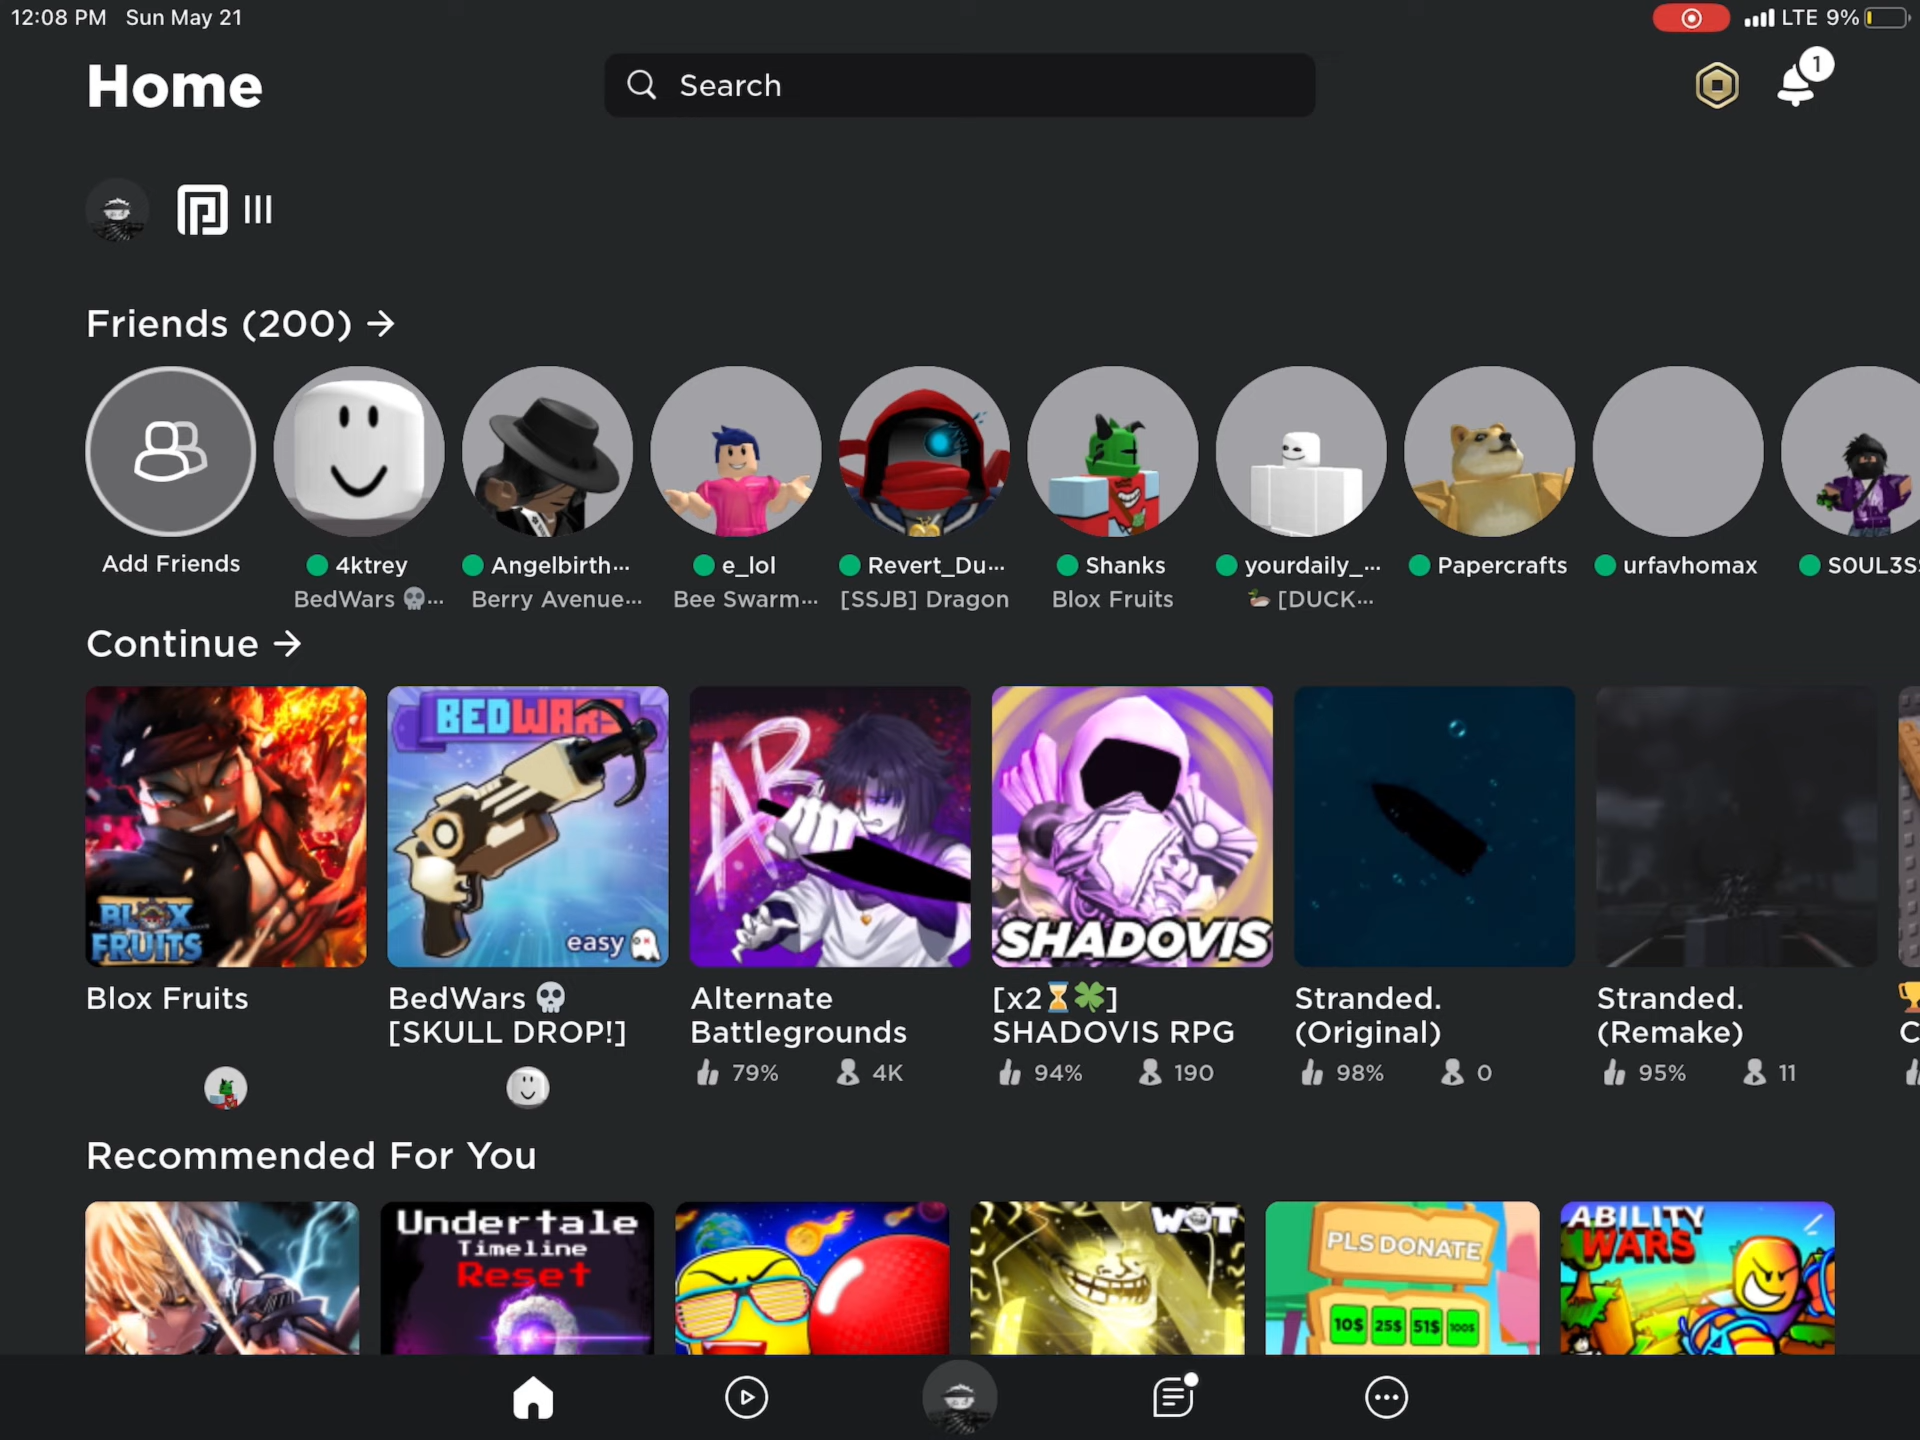 12:08 PM Sun May 21
LTE 9%
Home
Search
1
III
Friends (200) →
Add Friends
4ktrey
Angelbirth...
e_lol
Revert_Du...
Shanks
yourdaily_...
Papercrafts
urfavhomax
BedWars 💀...
Berry Avenue...
Bee Swarm...
[SSJB] Dragon
Blox Fruits
🦆 [DUCK...
Continue →
BLOX
FRUITS
BEDWARS
easy
AB
SHADOVIS
Blox Fruits
BedWars 💀
[SKULL DROP!]
Alternate
Battlegrounds
79% 4K
[x2⏳🍀]
SHADOVIS RPG
94% 190
Stranded.
(Original)
98% 0
Stranded.
(Remake)
95% 11
Recommended For You
Undertale
Timeline
Reset
WOT
PLS DONATE
10$ 25$ 51$ 100$
ABILITY
WARS